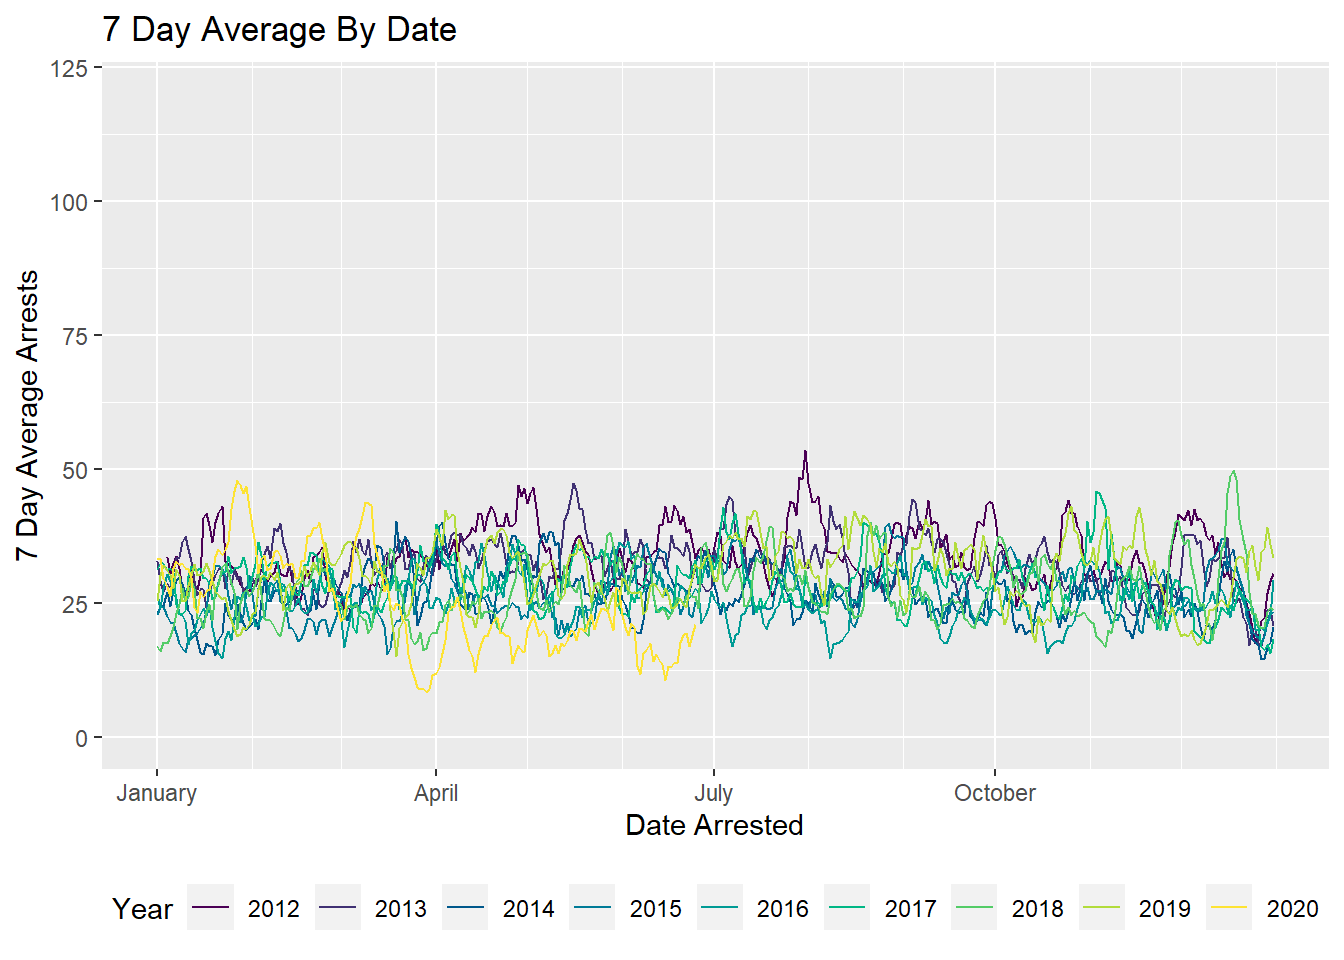 7 Day Average By Date
7 Day Average Arrests
125
100
75
50
25
0
January April July October
Date Arrested
Year 2012 2013 2014 2015 2016 2017 2018 2019 2020